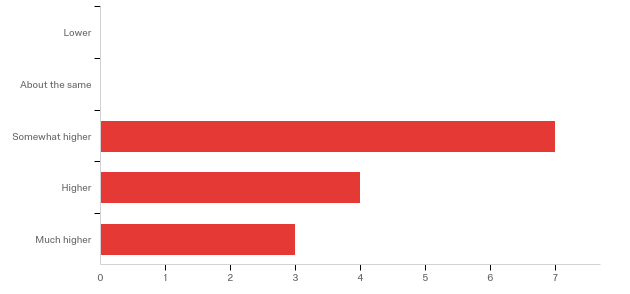 Lower
About the same
Somewhat higher
Higher
Much higher
0 1 2 3 4 5 6 7